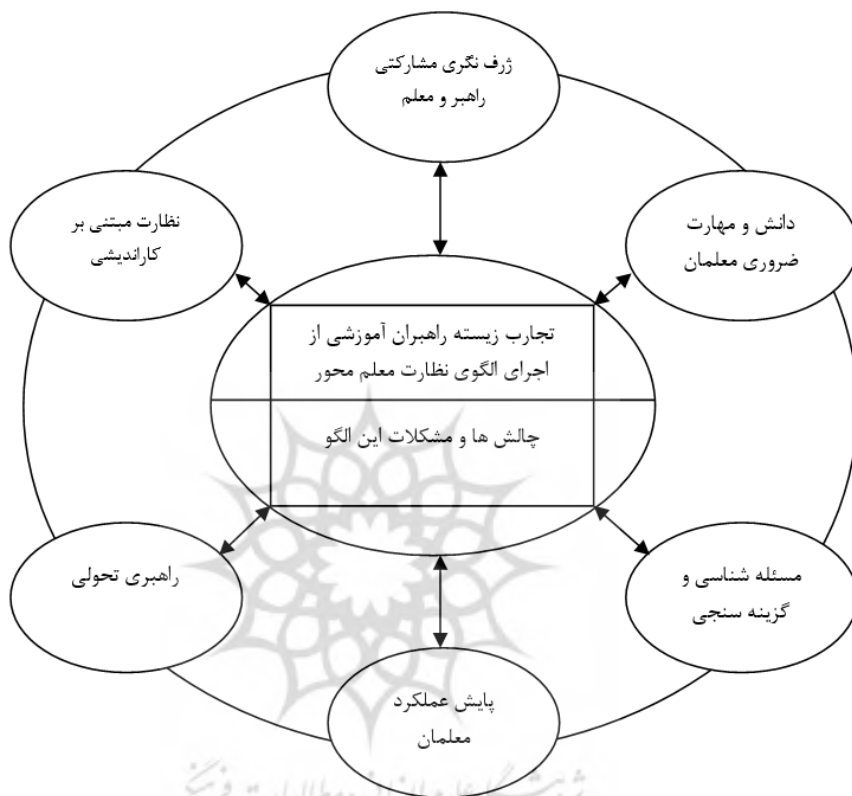 ژرف نگری مشارکتی
راهبر و معلم
دانش و مهارت
ضروری معلمان
نظارت مبتنی بر
کاراندیشی
تجارب زیسته راهبران آموزشی از
اجرای الگوی نظارت معلم محور
چالش ها و مشکلات این الگو
مسئله شناسی و
گزینه سنجی
راهبری تحولی
پایش عملکرد
معلمان